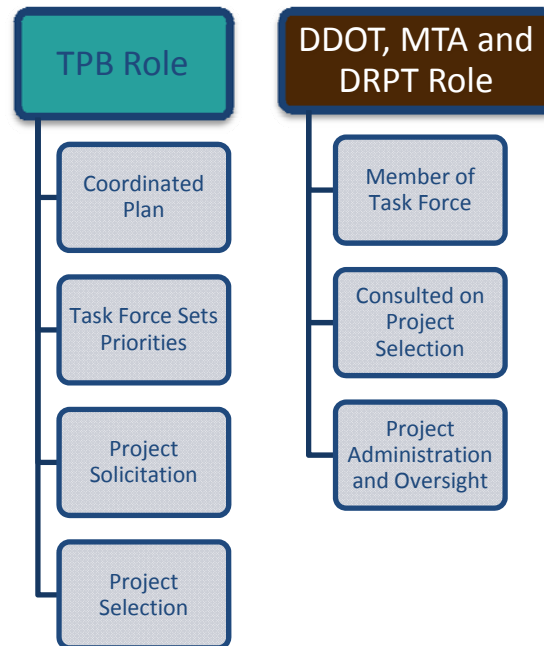 TPB Role
Coordinated
Plan
Task Force Sets
Priorities
Project
Solicitation
Project
Selection
DDOT, MTA and
DRPT Role
Member of
Task Force
Consulted on
Project
Selection
Project
Administration
and Oversight